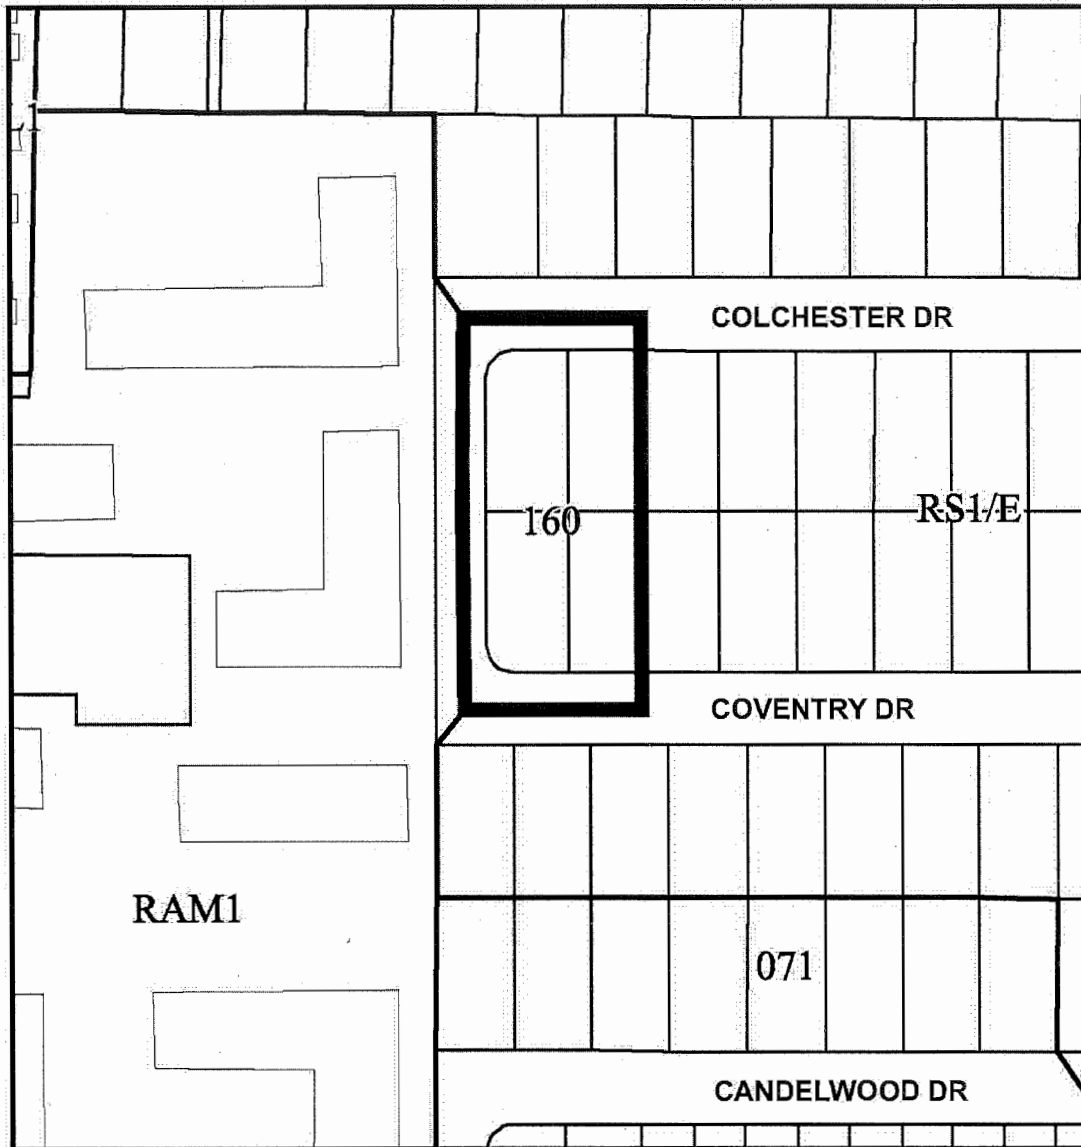 COLCHESTER DR
160
RS1/E
COVENTRY DR
RAM1
071
CANDELWOOD DR